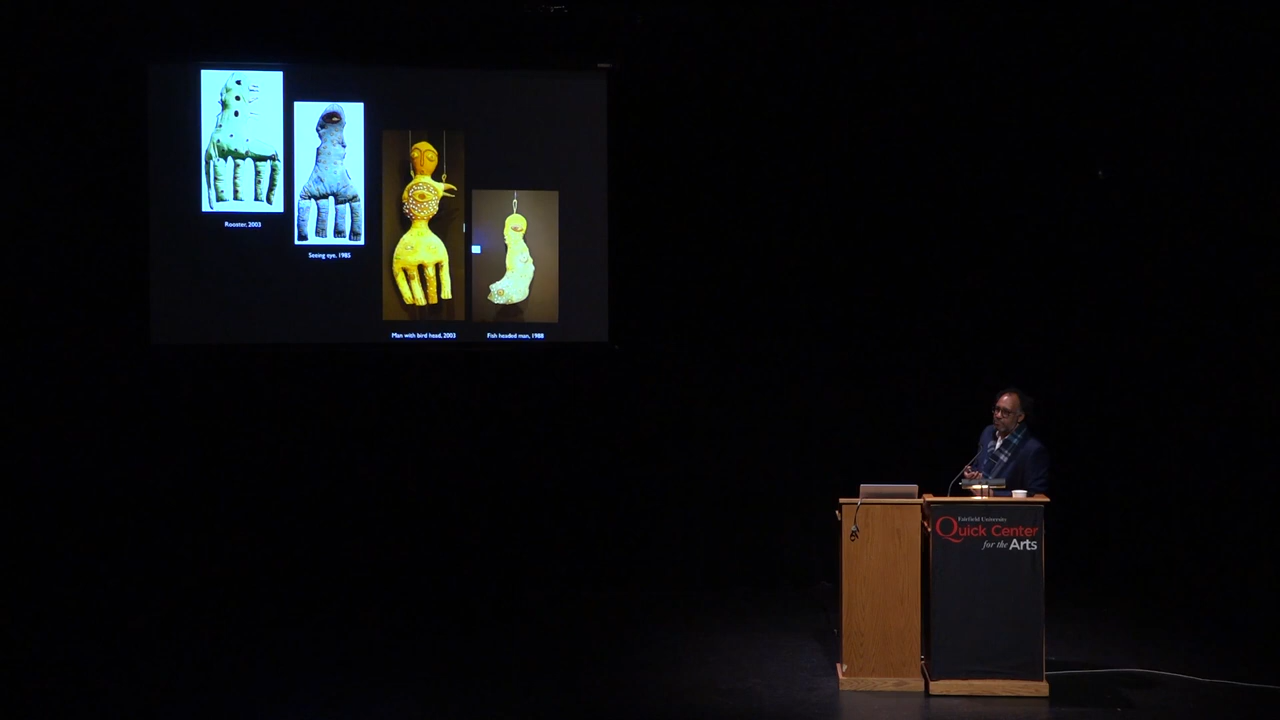 Rooster, 2003
Seeing eye, 1985
Man with bird head, 2003
Fish headed man, 1988
Fairfield University
Quick Center
for the Arts